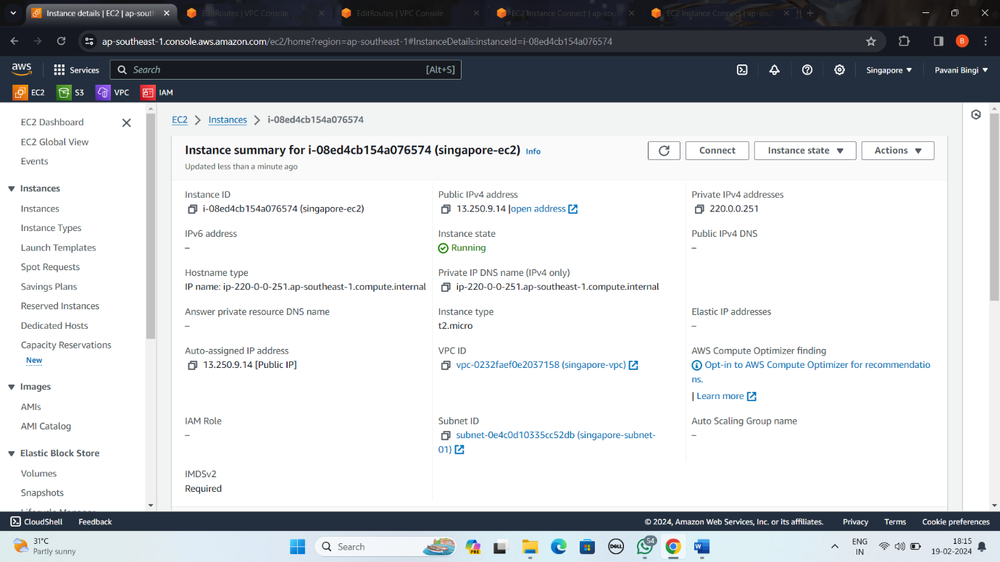 Instance details | EC2 | ap-south
EditRoutes | VPC Console
EditRoutes | VPC Console
EC2 Instance Connect | ap-sou
EC2 Instance Connect | ap-sout
ap-southeast-1.console.aws.amazon.com/ec2/home?region=ap-southeast-1#InstanceDetails:instanceId=i-08ed4cb154a076574
B
aws
Services
Search
[Alt+S]
Singapore
Pavani Bingi
EC2
S3
VPC
IAM
EC2 Dashboard
EC2 Global View
Events
Instances
Instances
Instance Types
Launch Templates
Spot Requests
Savings Plans
Reserved Instances
Dedicated Hosts
Capacity Reservations
New
Images
AMIs
AMI Catalog
Elastic Block Store
Volumes
Snapshots
Lifecycle Manager
EC2 > Instances > i-08ed4cb154a076574
Instance summary for i-08ed4cb154a076574 (singapore-ec2) Info
Updated less than a minute ago
Connect
Instance state
Actions
Instance ID
i-08ed4cb154a076574 (singapore-ec2)
Public IPv4 address
13.250.9.14 |open address
Private IPv4 addresses
220.0.0.251
IPv6 address
–
Instance state
Running
Public IPv4 DNS
–
Hostname type
IP name: ip-220-0-0-251.ap-southeast-1.compute.internal
Private IP DNS name (IPv4 only)
ip-220-0-0-251.ap-southeast-1.compute.internal
Answer private resource DNS name
–
Instance type
t2.micro
Elastic IP addresses
–
Auto-assigned IP address
13.250.9.14 [Public IP]
VPC ID
vpc-0232faef0e2037158 (singapore-vpc)
AWS Compute Optimizer finding
Opt-in to AWS Compute Optimizer for recommendatio
ns.
| Learn more
IAM Role
–
Subnet ID
subnet-0e4c0d10335cc52db (singapore-subnet-
01)
Auto Scaling Group name
–
IMDSv2
Required
CloudShell
Feedback
© 2024, Amazon Web Services, Inc. or its affiliates.
Privacy
Terms
Cookie preferences
31°C
Partly sunny
Search
PRE
DELL
54
W
ENG
IN
18:15
19-02-2024